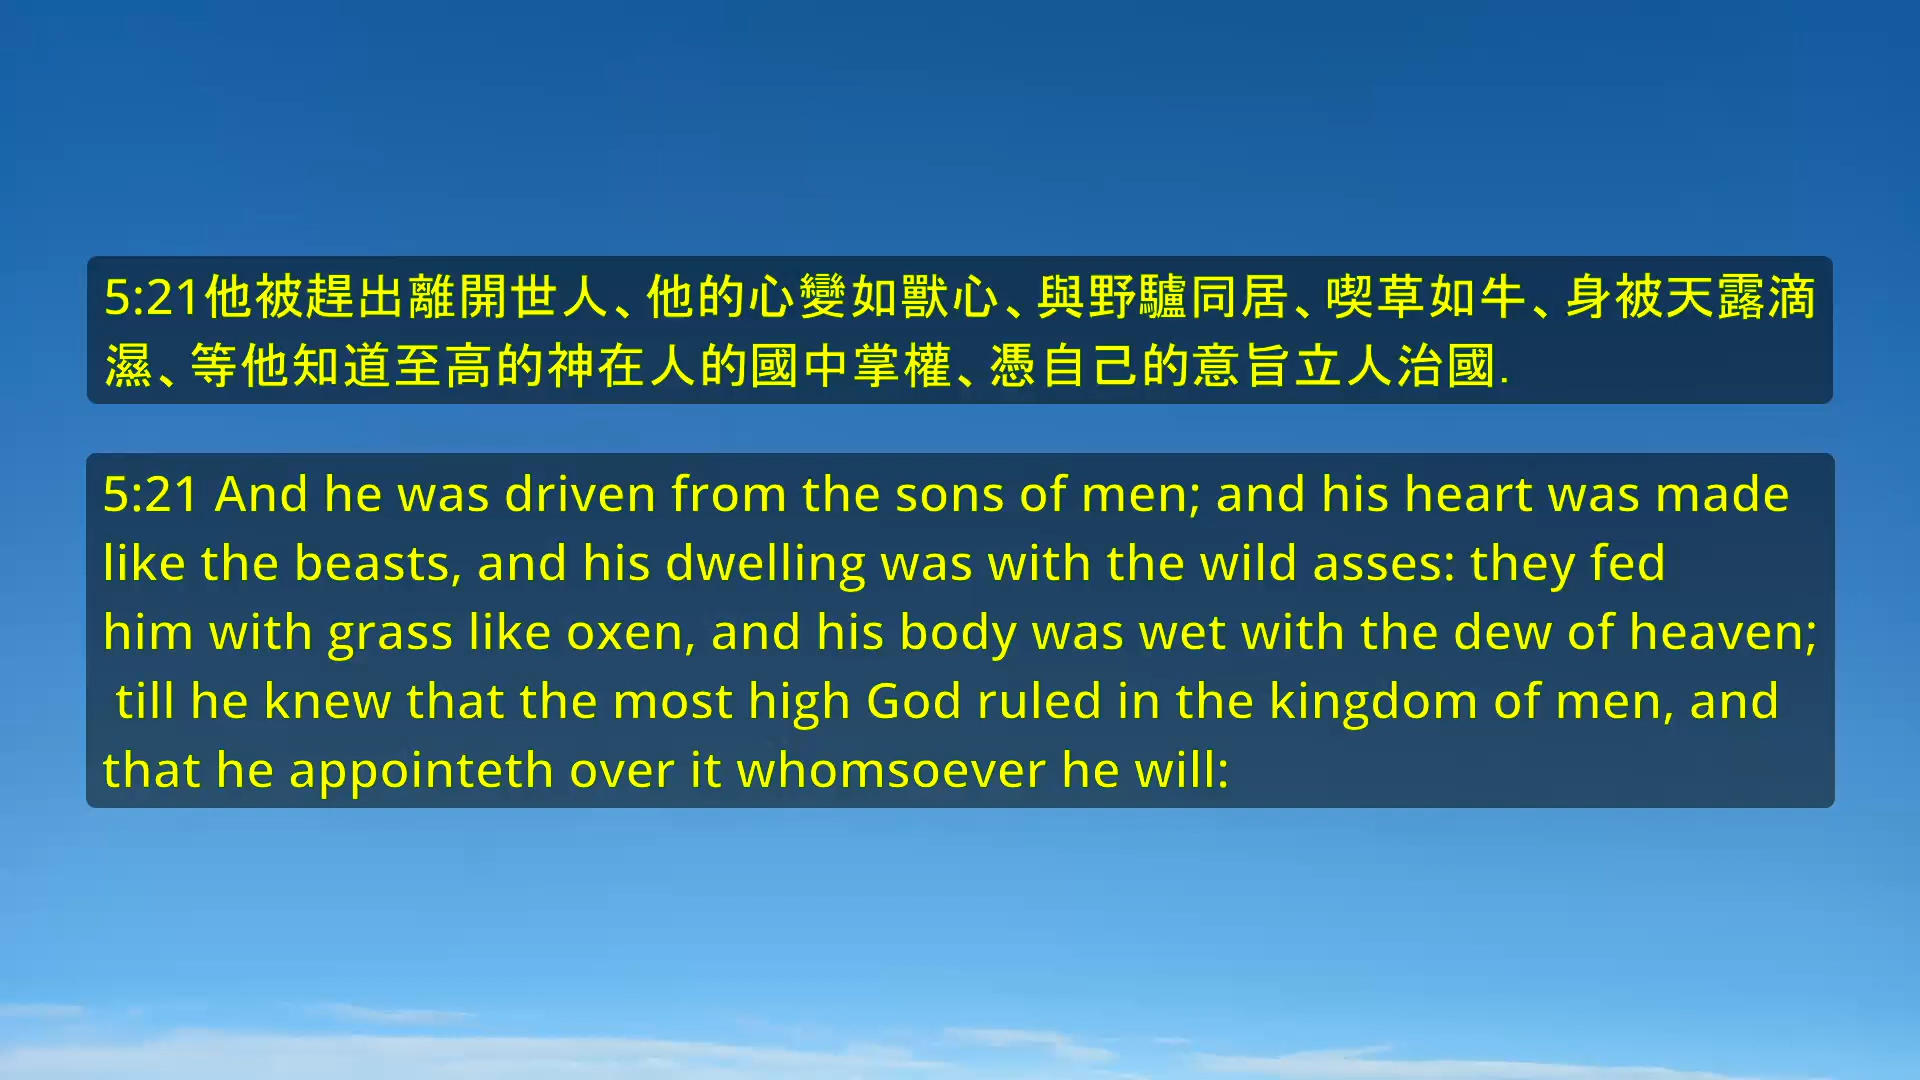 5:21他被趕出離開世人、他的心變如獸心、與野驢同居、喫草如牛、身被天露滴
濕、等他知道至高的神在人的國中掌權、憑自己的意旨立人治國.
5:21 And he was driven from the sons of men; and his heart was made
like the beasts, and his dwelling was with the wild asses: they fed
him with grass like oxen, and his body was wet with the dew of heaven;
till he knew that the most high God ruled in the kingdom of men, and
that he appointeth over it whomsoever he will: